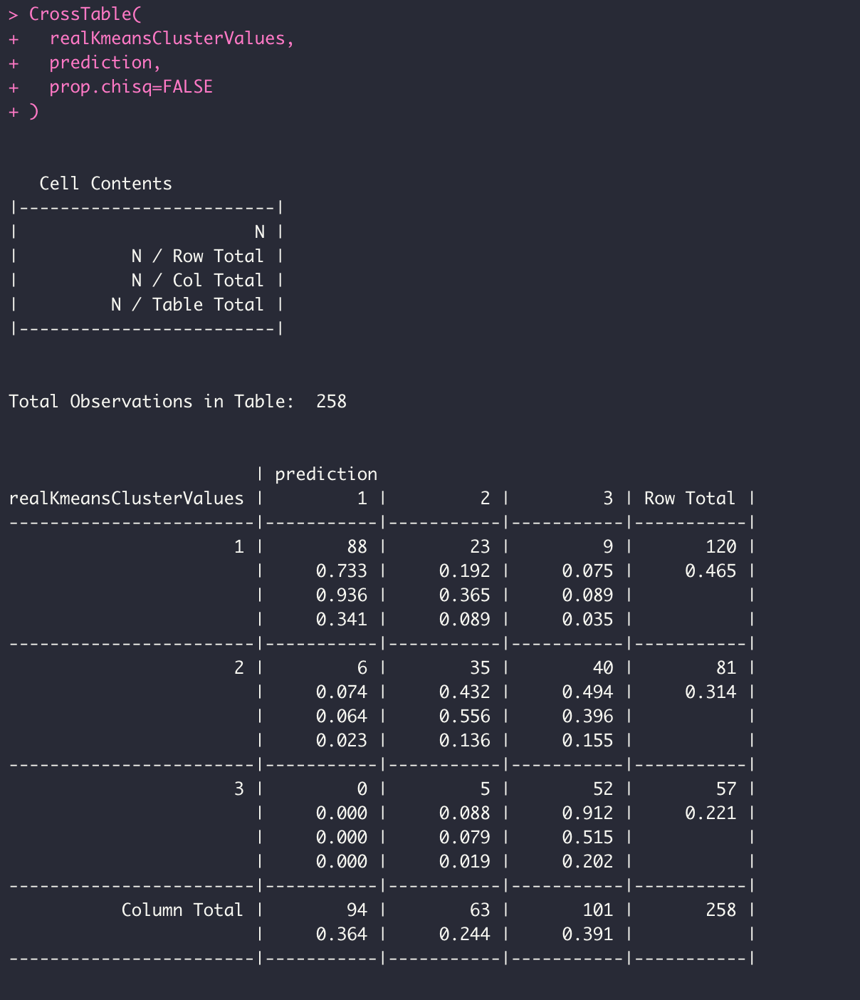 > CrossTable(
+   realKmeansClusterValues,
+   prediction,
+   prop.chisq=FALSE
+ )
   Cell Contents
|-------------------------|
|                       N |
|           N / Row Total |
|           N / Col Total |
|         N / Table Total |
|-------------------------|
Total Observations in Table:  258
                        | prediction
realKmeansClusterValues |         1 |         2 |         3 | Row Total |
------------------------|-----------|-----------|-----------|-----------|
                      1 |        88 |        23 |         9 |       120 |
                        |     0.733 |     0.192 |     0.075 |     0.465 |
                        |     0.936 |     0.365 |     0.089 |           |
                        |     0.341 |     0.089 |     0.035 |           |
------------------------|-----------|-----------|-----------|-----------|
                      2 |         6 |        35 |        40 |        81 |
                        |     0.074 |     0.432 |     0.494 |     0.314 |
                        |     0.064 |     0.556 |     0.396 |           |
                        |     0.023 |     0.136 |     0.155 |           |
------------------------|-----------|-----------|-----------|-----------|
                      3 |         0 |         5 |        52 |        57 |
                        |     0.000 |     0.088 |     0.912 |     0.221 |
                        |     0.000 |     0.079 |     0.515 |           |
                        |     0.000 |     0.019 |     0.202 |           |
------------------------|-----------|-----------|-----------|-----------|
           Column Total |        94 |        63 |       101 |       258 |
                        |     0.364 |     0.244 |     0.391 |           |
------------------------|-----------|-----------|-----------|-----------|